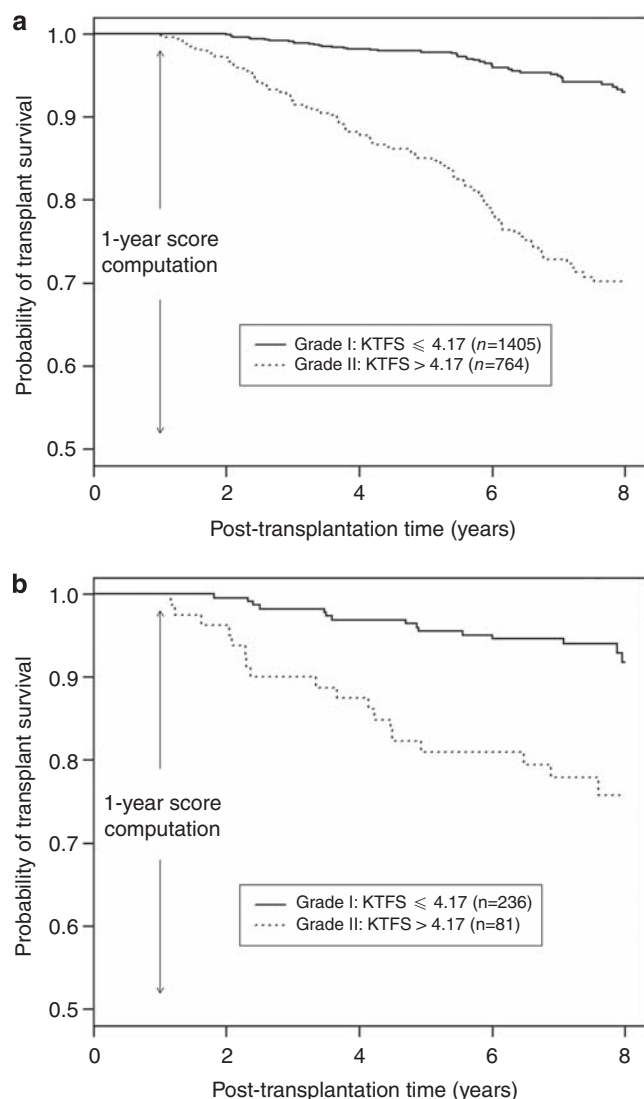 a
1.0
0.9
0.8
0.7
0.6
0.5
Probability of transplant survival
1-year score
computation
Grade I: KTFS ⩽ 4.17 (n=1405)
Grade II: KTFS > 4.17 (n=764)
0 2 4 6 8
Post-transplantation time (years)
b
1.0
0.9
0.8
0.7
0.6
0.5
Probability of transplant survival
1-year score
computation
Grade I: KTFS ⩽ 4.17 (n=236)
Grade II: KTFS > 4.17 (n=81)
0 2 4 6 8
Post-transplantation time (years)